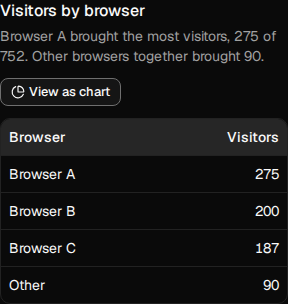 Visitors by browser
Browser A brought the most visitors, 275 of
752. Other browsers together brought 90.
View as chart
Browser Visitors
Browser A 275
Browser B 200
Browser C 187
Other 90